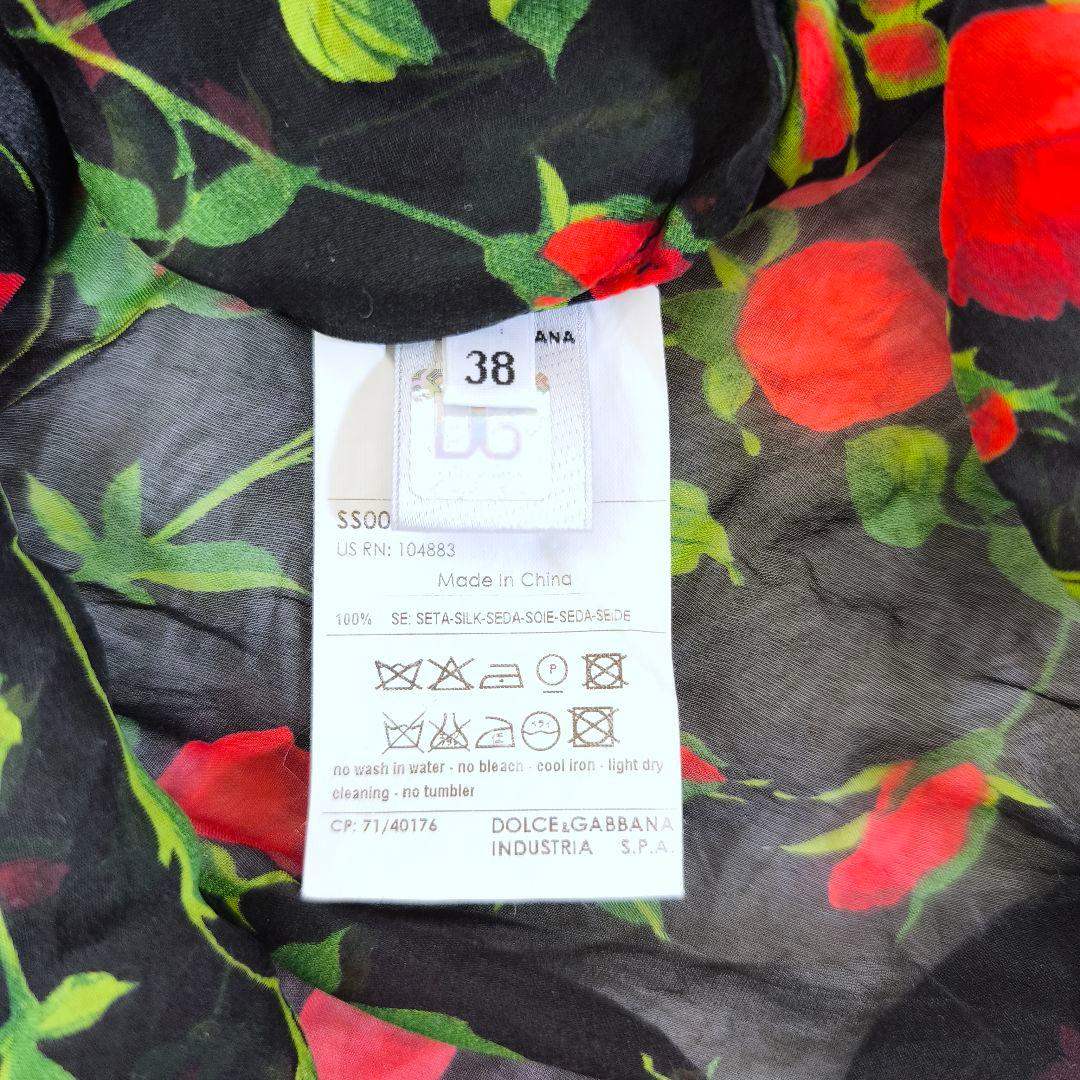 ANA
38
DG
SS00
US RN: 104883
Made in China
100% SE: SETA-SILK-SEDA-SOIE-SEDA-SEIDE
P
no wash in water - no bleach - cool iron - light dry
cleaning - no tumbler
CP: 71/40176 DOLCE&GABBANA
INDUSTRIA S.P.A.